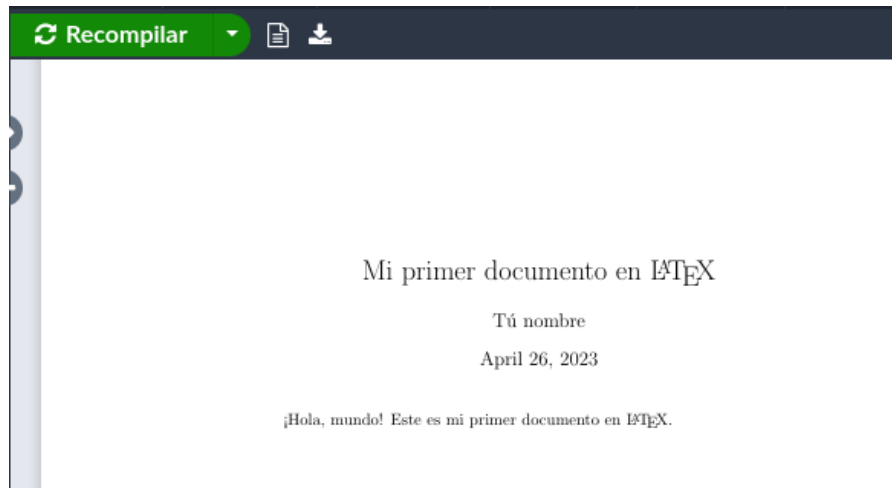 Recompilar
Mi primer documento en LATEX
Tú nombre
April 26, 2023
¡Hola, mundo! Este es mi primer documento en LATEX.